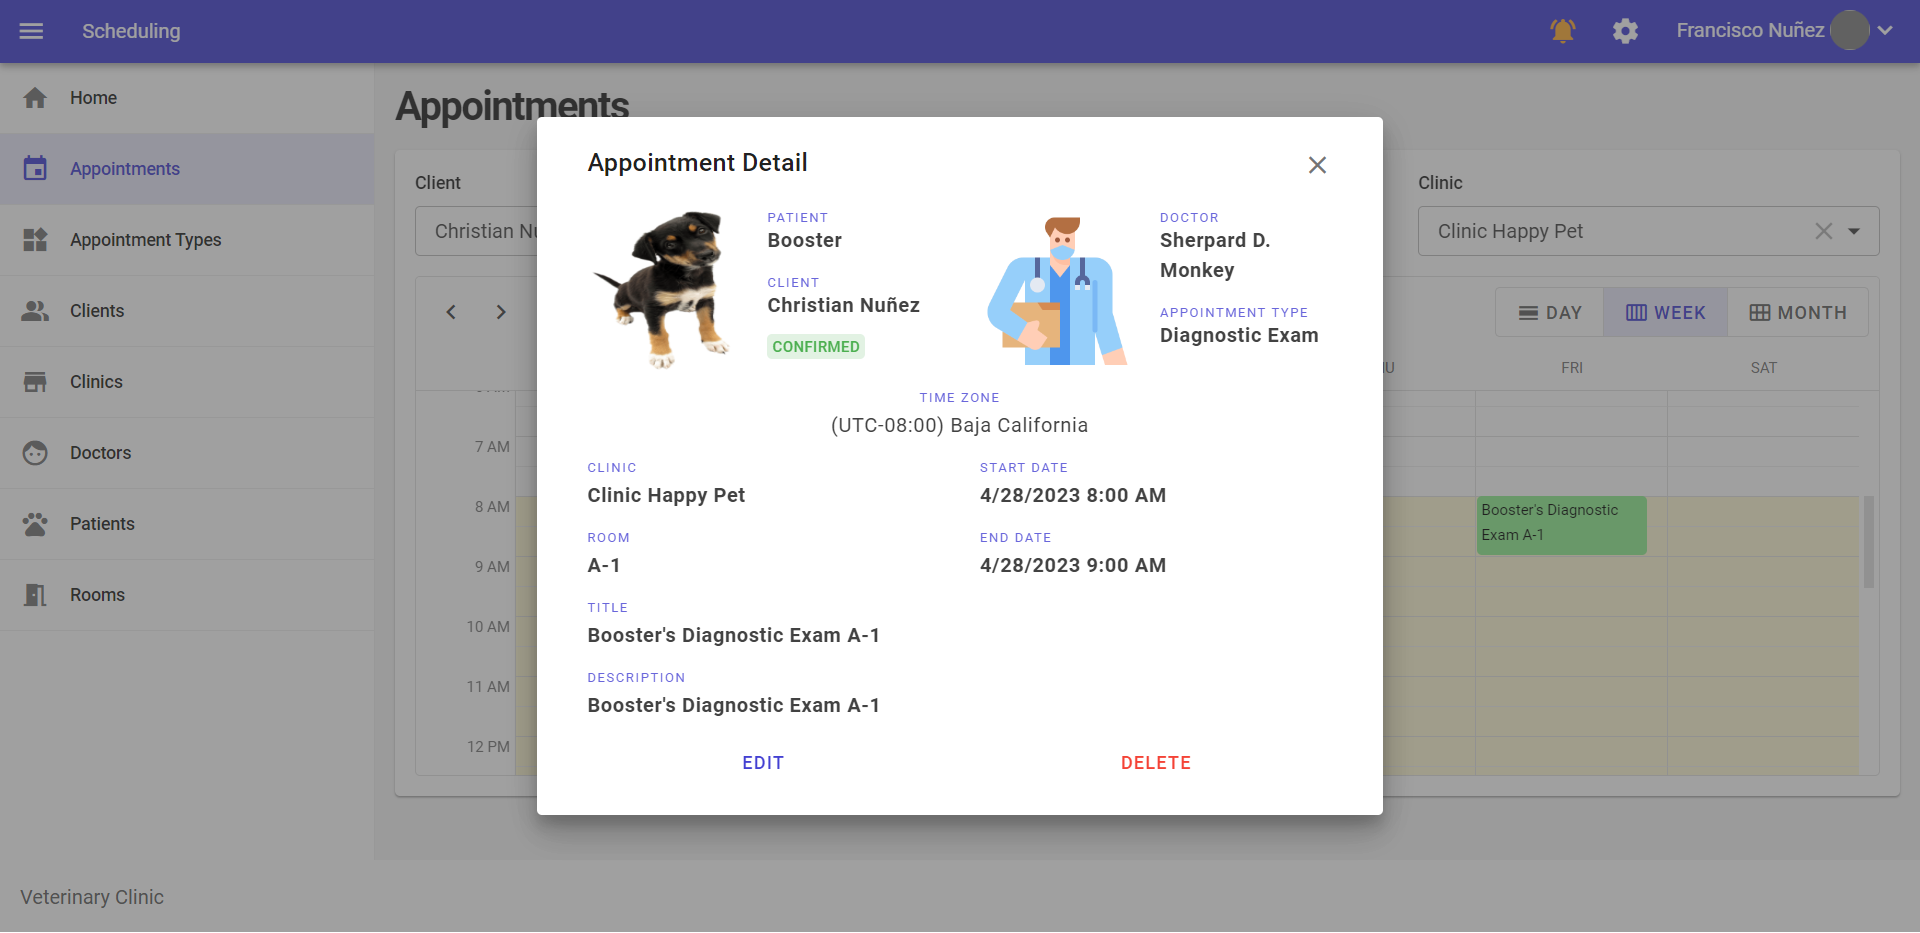 Scheduling
Francisco Nuñez
Home
Appointments
Appointment Types
Clients
Clinics
Doctors
Patients
Rooms
Veterinary Clinic
Appointments
Client
Christian
Clinic
Clinic Happy Pet
DAY
WEEK
MONTH
FRI
SAT
7 AM
8 AM
9 AM
10 AM
11 AM
12 PM
Booster's Diagnostic
Exam A-1
Appointment Detail
PATIENT
Booster
CLIENT
Christian Nuñez
CONFIRMED
DOCTOR
Sherpard D.
Monkey
APPOINTMENT TYPE
Diagnostic Exam
TIME ZONE
(UTC-08:00) Baja California
CLINIC
Clinic Happy Pet
START DATE
4/28/2023 8:00 AM
ROOM
A-1
END DATE
4/28/2023 9:00 AM
TITLE
Booster's Diagnostic Exam A-1
DESCRIPTION
Booster's Diagnostic Exam A-1
EDIT
DELETE